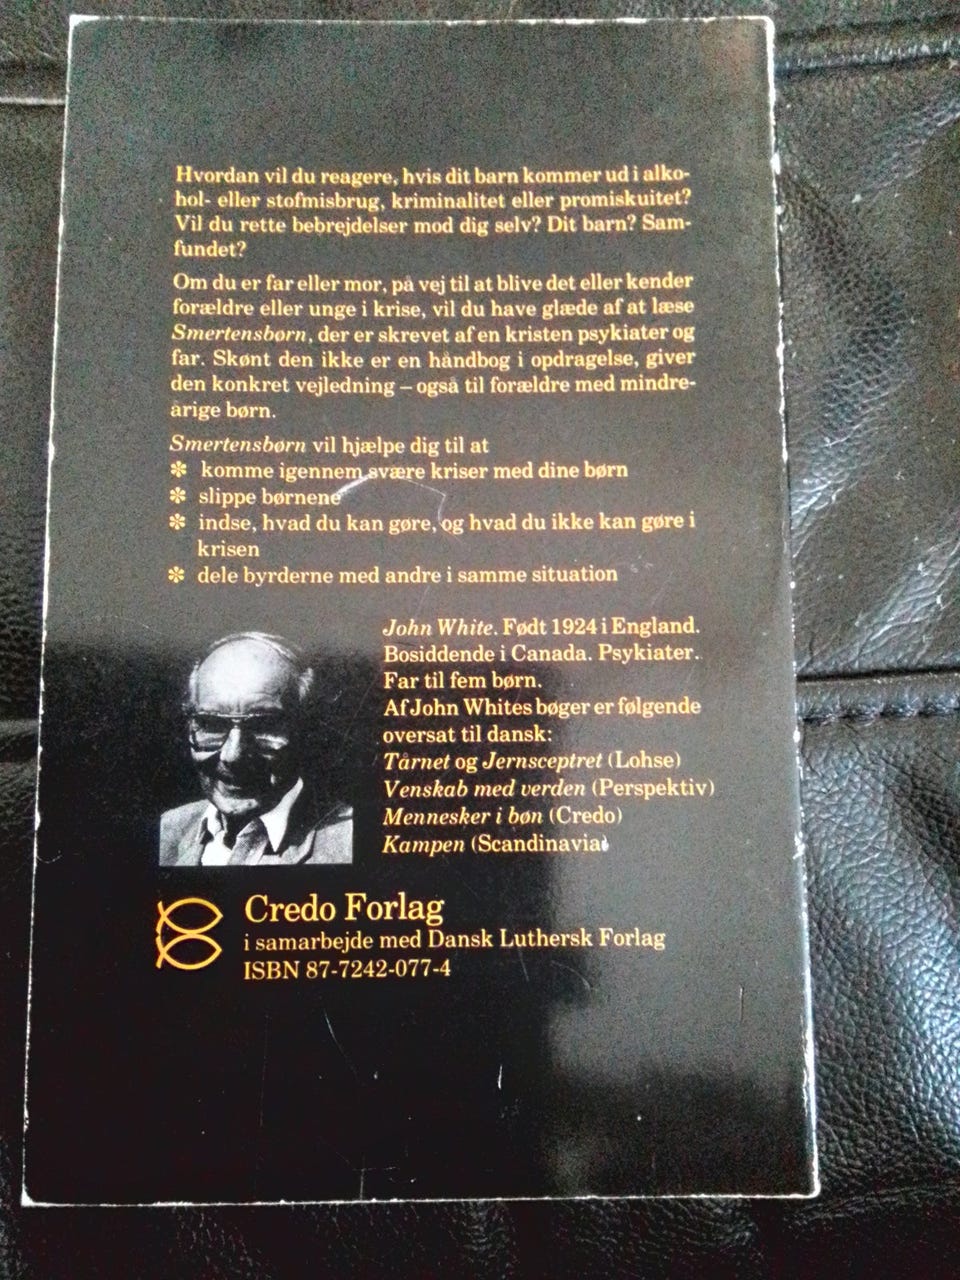 Hvordan vil du reagere, hvis dit barn kommer ud i alko-
hol- eller stofmisbrug, kriminalitet eller promiskuitet?
Vil du rette bebrejdelser mod dig selv? Dit barn? Sam-
fundet?
Om du er far eller mor, på vej til at blive det eller kender
forældre eller unge i krise, vil du have glæde af at læse
Smertensbørn, der er skrevet af en kristen psykiater og
far. Skønt den ikke er en håndbog i opdragelse, giver
den konkret vejledning – også til forældre med mindre-
årige børn.
Smertensbørn vil hjælpe dig til at
✽ komme igennem svære kriser med dine børn
✽ slippe børnene
✽ indse, hvad du kan gøre, og hvad du ikke kan gøre i
krisen
✽ dele byrderne med andre i samme situation
John White. Født 1924 i England.
Bosiddende i Canada. Psykiater.
Far til fem børn.
Af John Whites bøger er følgende
oversat til dansk:
Tårnet og Jernsceptret (Lohse)
Venskab med verden (Perspektiv)
Mennesker i bøn (Credo)
Kampen (Scandinavia)
Credo Forlag
i samarbejde med Dansk Luthersk Forlag
ISBN 87-7242-077-4